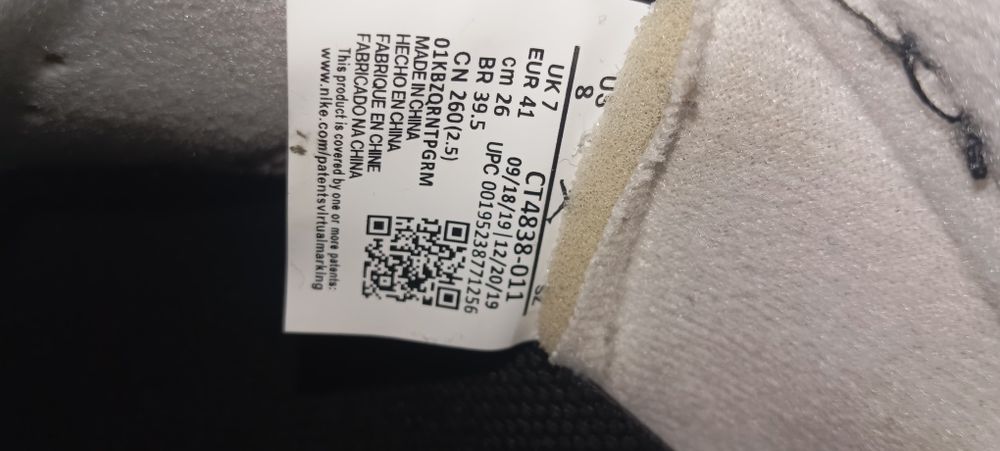 US
8
UK 7
EUR 41
cm 26
BR 39.5
CN 260(2.5)
CT4838-011
09/18/19|12/20/19
UPC 00195238771256
01KBZQRNTPGRM
MADE IN CHINA
HECHO EN CHINA
FABRIQUE EN CHINE
FABRICADO NA CHINA
This product is covered by one or more patents:
www.nike.com/patentsvirtualmarking